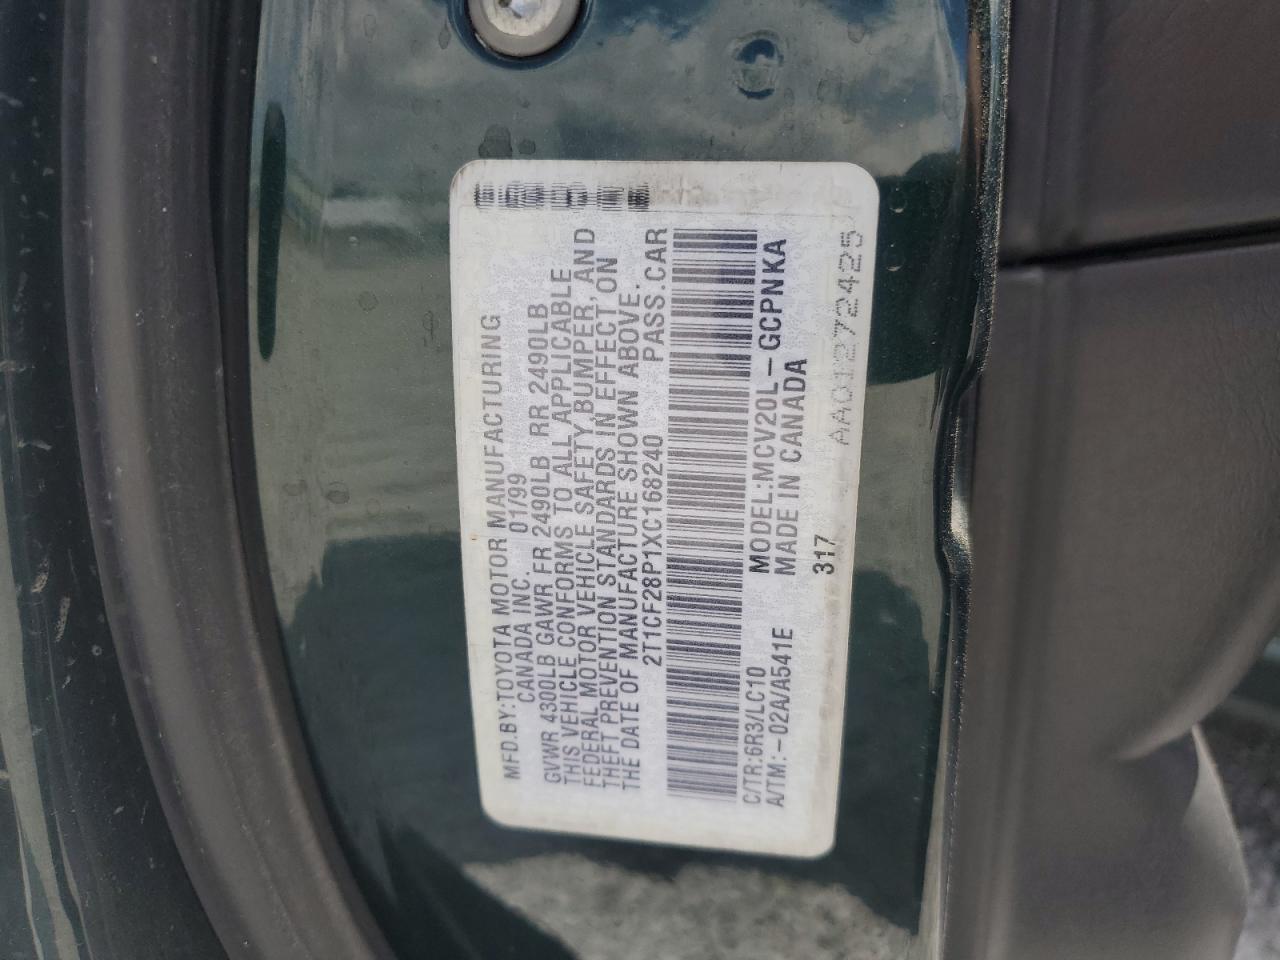 MFD.BY:TOYOTA MOTOR MANUFACTURING
CANADA INC. 01/99
GVWR 4300LB GAWR FR 2490LB RR 2490LB
THIS VEHICLE CONFORMS TO ALL APPLICABLE
FEDERAL MOTOR VEHICLE SAFETY,BUMPER, AND
THEFT PREVENTION STANDARDS IN EFFECT ON
THE DATE OF MANUFACTURE SHOWN ABOVE.
2T1CF28P1XC168240 PASS.CAR
C/TR:6R3/LC10 MODEL:MCV20L-GCPNKA
A/TM:-02A/A541E MADE IN CANADA
317
AA01272425